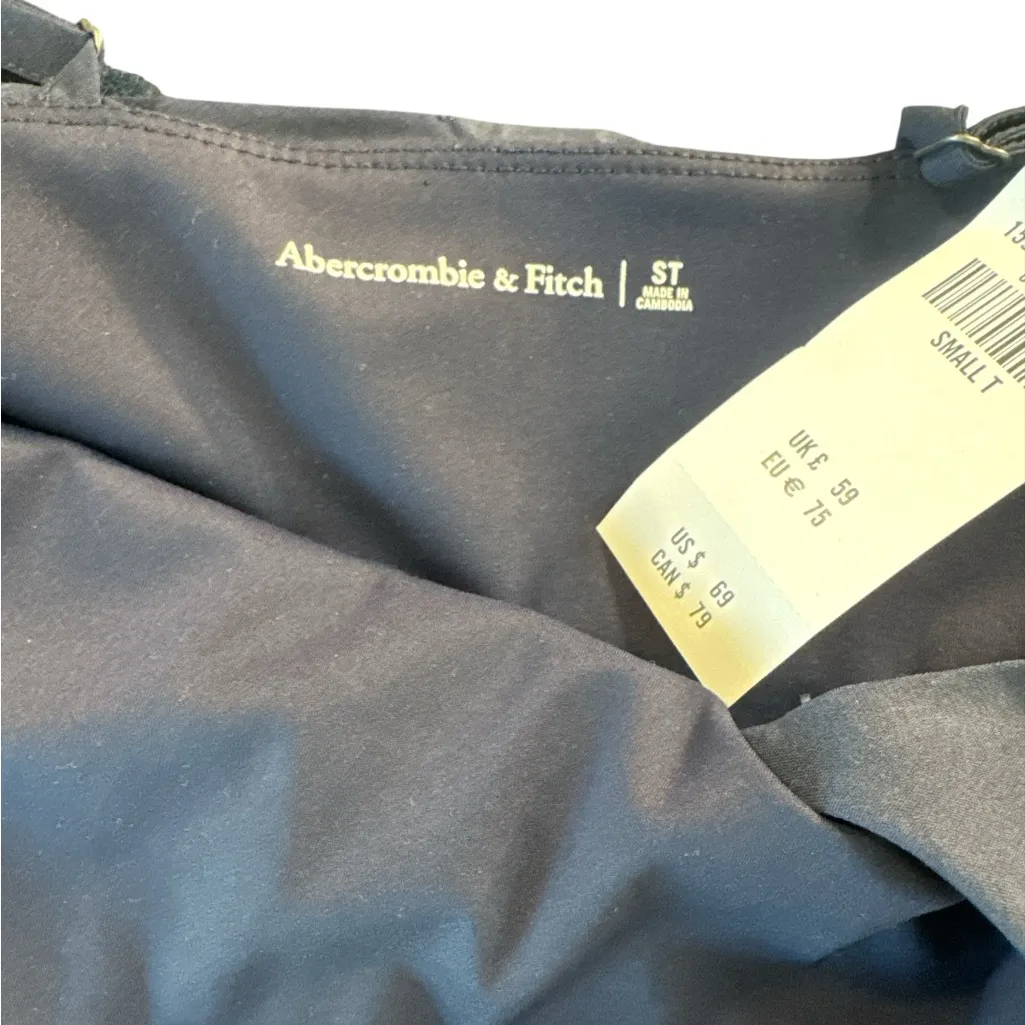 Abercrombie & Fitch | ST
MADE IN
CAMBODIA
SMALL T
UK £ 59
EU € 75
US $ 69
CAN $ 79